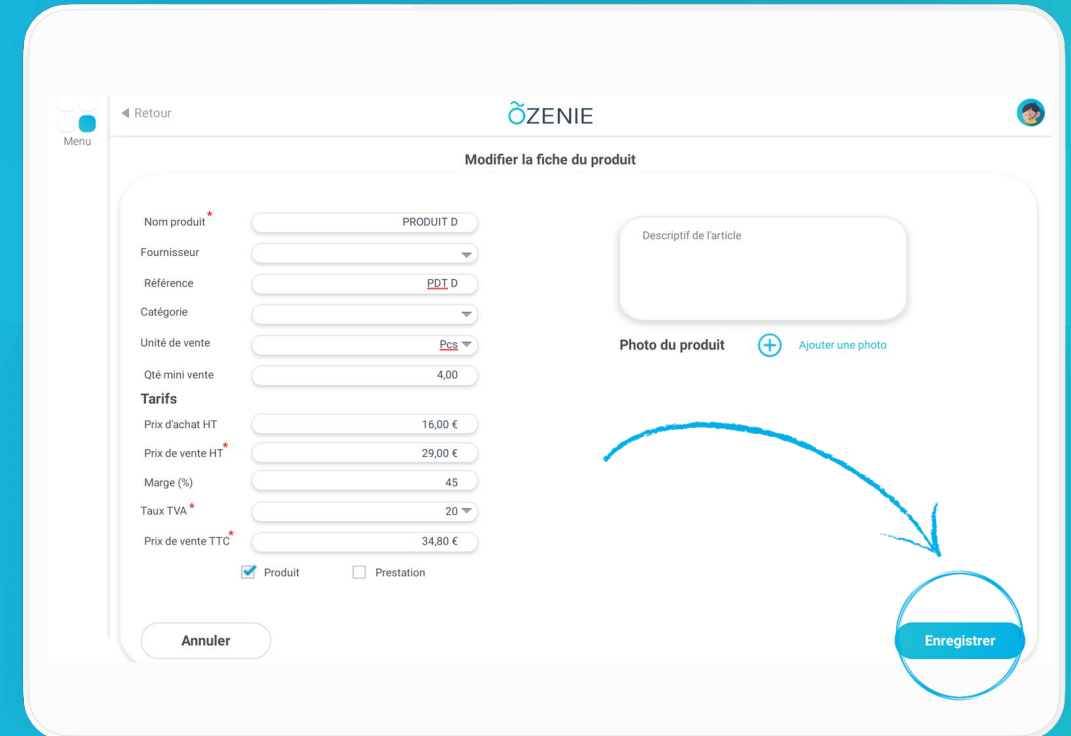 Retour
ÕZENIE
Menu
Modifier la fiche du produit
Nom produit * PRODUIT D
Fournisseur
Référence PDT D
Catégorie
Unité de vente Pcs
Qté mini vente 4,00
Tarifs
Prix d'achat HT 16,00 €
Prix de vente HT * 29,00 €
Marge (%) 45
Taux TVA * 20
Prix de vente TTC * 34,80 €
Produit Prestation
Descriptif de l'article
Photo du produit Ajouter une photo
Annuler
Enregistrer